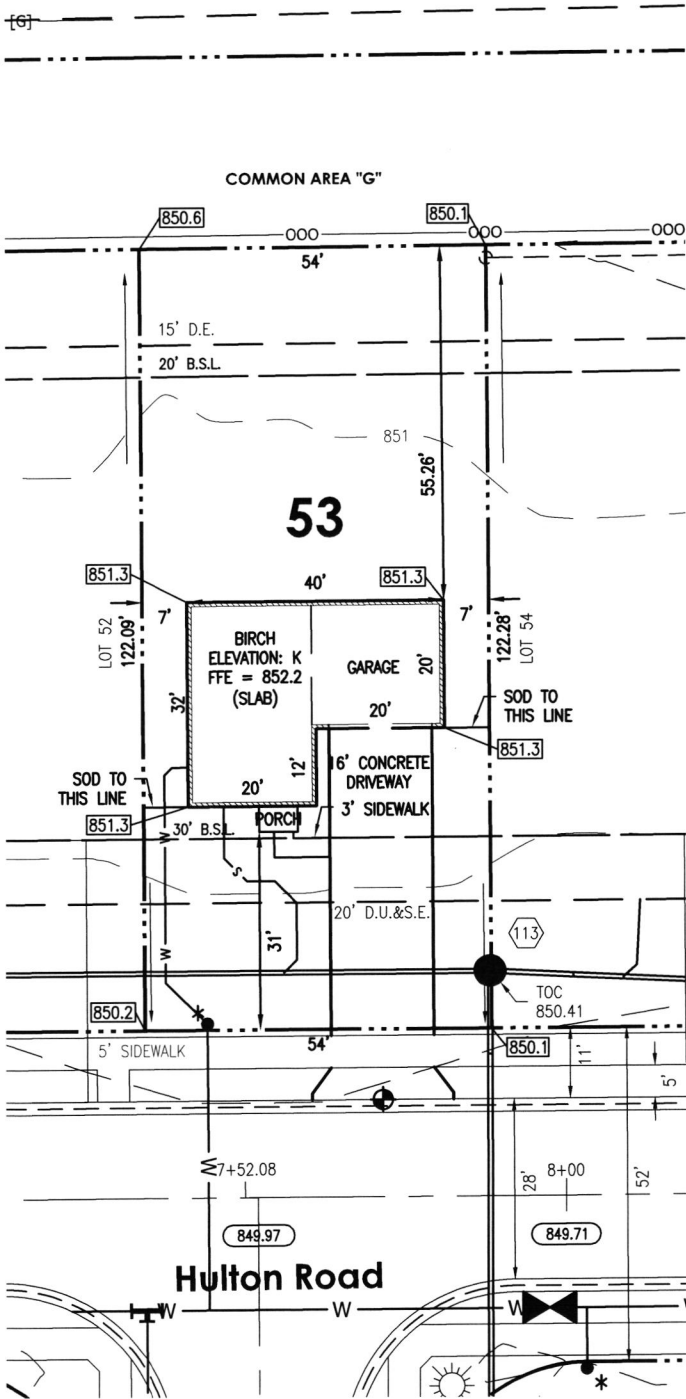 [G]
COMMON AREA "G"
850.6
850.1
OOO
OOO
OOO
54'
15' D.E.
20' B.S.L.
851
55.26'
53
851.3
40'
851.3
7'
7'
LOT 52
122.09'
122.28'
LOT 54
BIRCH
ELEVATION: K
FFE = 852.2
(SLAB)
GARAGE
20'
32'
20'
SOD TO
THIS LINE
12'
851.3
16' CONCRETE
DRIVEWAY
SOD TO
THIS LINE
20'
PORCH
3' SIDEWALK
851.3
30' B.S.L.
W
S
20' D.U.&S.E.
31'
113
W
TOC
850.41
850.2
*
54'
850.1
5' SIDEWALK
11'
5'
W
7+52.08
28'
8+00
52'
849.97
849.71
Hulton Road
W
W
W
W
*